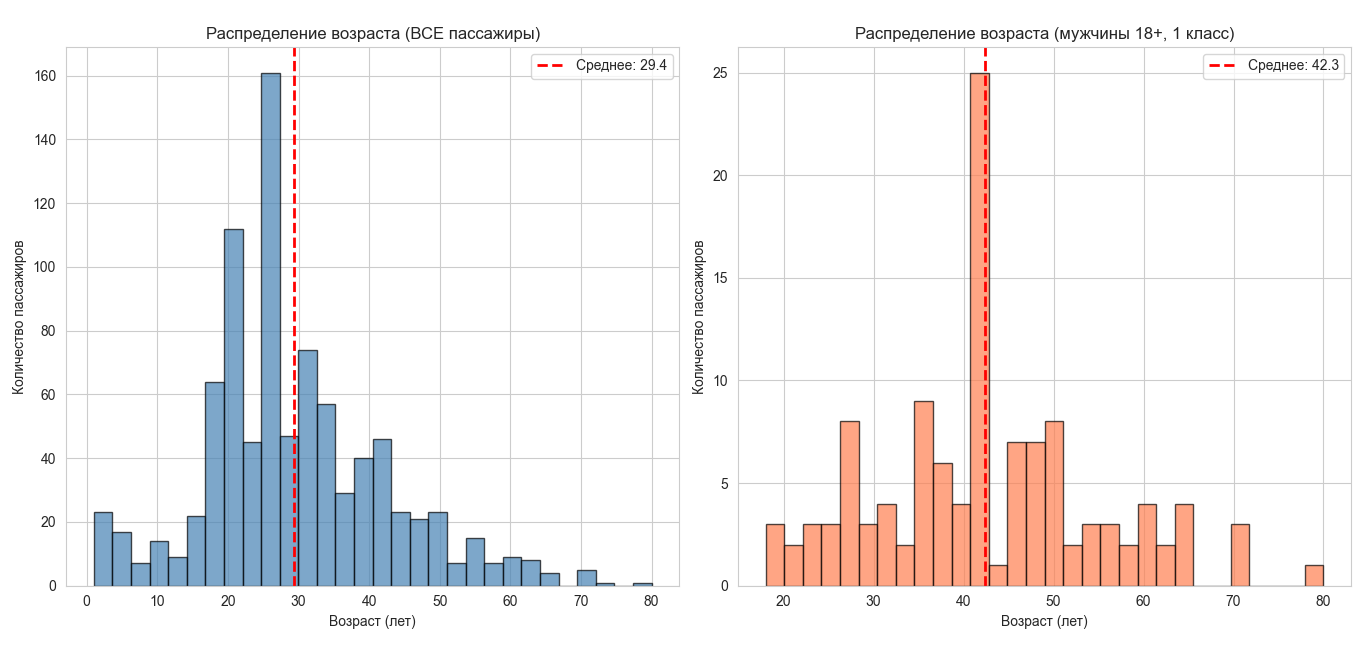 Распределение возраста (ВСЕ пассажиры)
Среднее: 29.4
Количество пассажиров
160
140
120
100
80
60
40
20
0
0 10 20 30 40 50 60 70 80
Возраст (лет)
Распределение возраста (мужчины 18+, 1 класс)
Среднее: 42.3
Количество пассажиров
25
20
15
10
5
0
20 30 40 50 60 70 80
Возраст (лет)